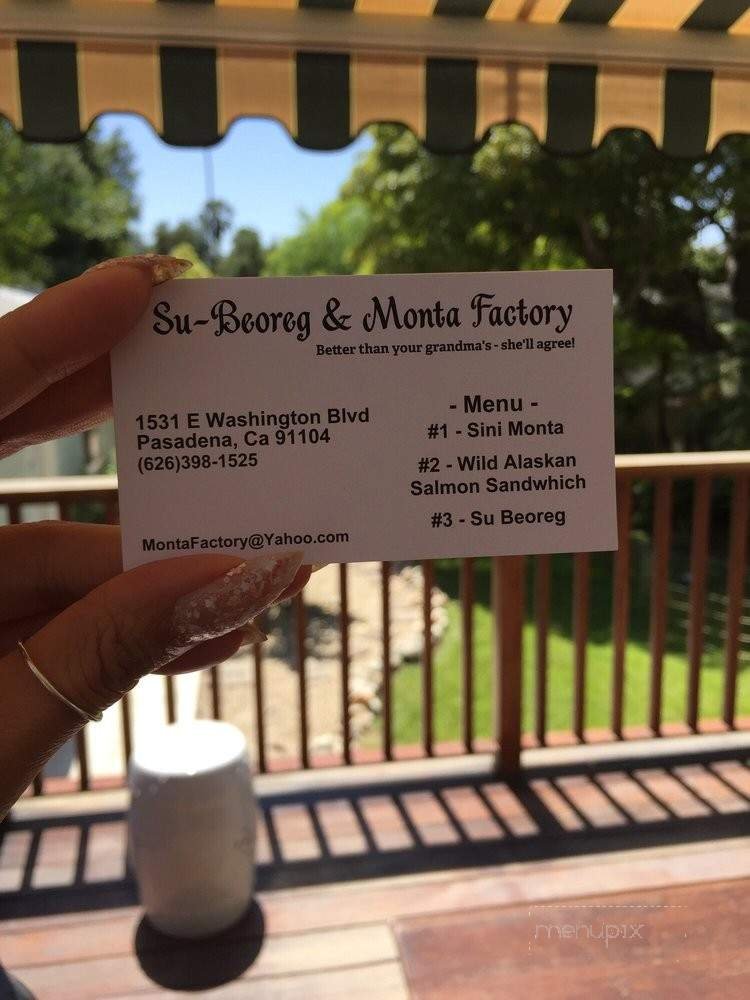 Su-Beoreg & Monta Factory
Better than your grandma's - she'll agree!
1531 E Washington Blvd
Pasadena, Ca 91104
(626)398-1525
MontaFactory@Yahoo.com
- Menu -
#1 - Sini Monta
#2 - Wild Alaskan
Salmon Sandwhich
#3 - Su Beoreg
menupix